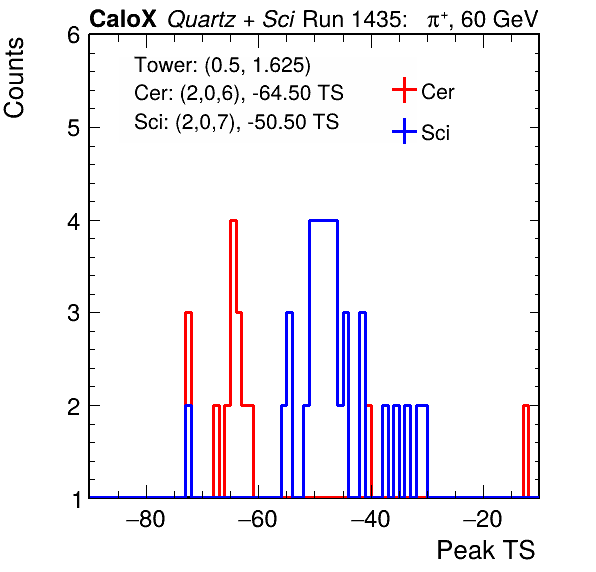 CaloX Quartz + Sci Run 1435: π⁺, 60 GeV
Counts
6
5
4
3
2
1
Tower: (0.5, 1.625)
Cer: (2,0,6), -64.50 TS
Sci: (2,0,7), -50.50 TS
Cer
Sci
−80 −60 −40 −20
Peak TS